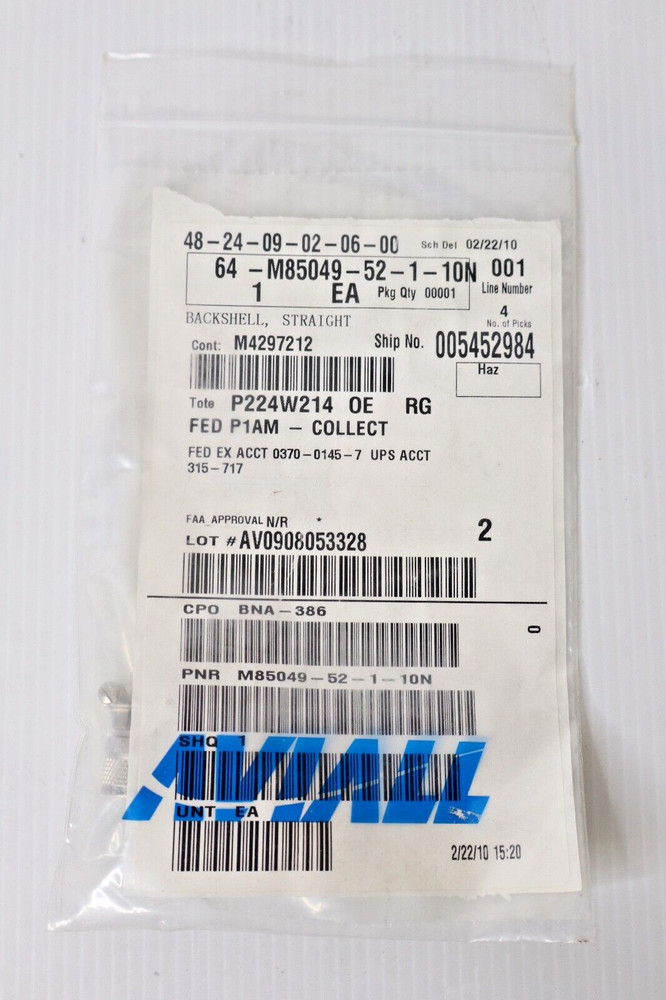 48-24-09-02-06-00 Sch Del 02/22/10
64 -M85049-52-1-10N 001
1 EA Pkg Qty 00001 Line Number
BACKSHELL, STRAIGHT 4
No. of Picks
Cont: M4297212 Ship No. 005452984
Haz
Tote P224W214 OE RG
FED P1AM - COLLECT
FED EX ACCT 0370-0145-7 UPS ACCT
315-717
FAA_APPROVAL N/R *
2
LOT # AV0908053328
CPO BNA-386
0
PNR M85049-52-1-10N
SHQ 1
AVIALL
UNT EA
2/22/10 15:20